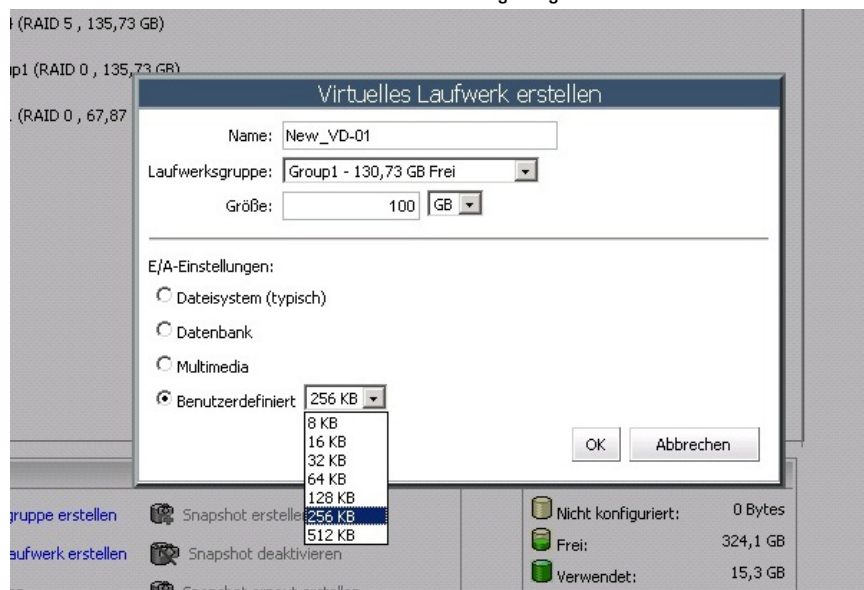 (RAID 5 , 135,73 GB)
up1 (RAID 0 , 135,73 GB)
. (RAID 0 , 67,87
Virtuelles Laufwerk erstellen
Name: New_VD-01
Laufwerksgruppe: Group1 - 130,73 GB Frei
Größe: 100 GB
E/A-Einstellungen:
Dateisystem (typisch)
Datenbank
Multimedia
Benutzerdefiniert 256 KB
8 KB
16 KB
32 KB
64 KB
128 KB
256 KB
512 KB
OK Abbrechen
gruppe erstellen
Snapshot erstelle
Nicht konfiguriert: 0 Bytes
aufwerk erstellen
Snapshot deaktivieren
Frei: 324,1 GB
Verwendet: 15,3 GB